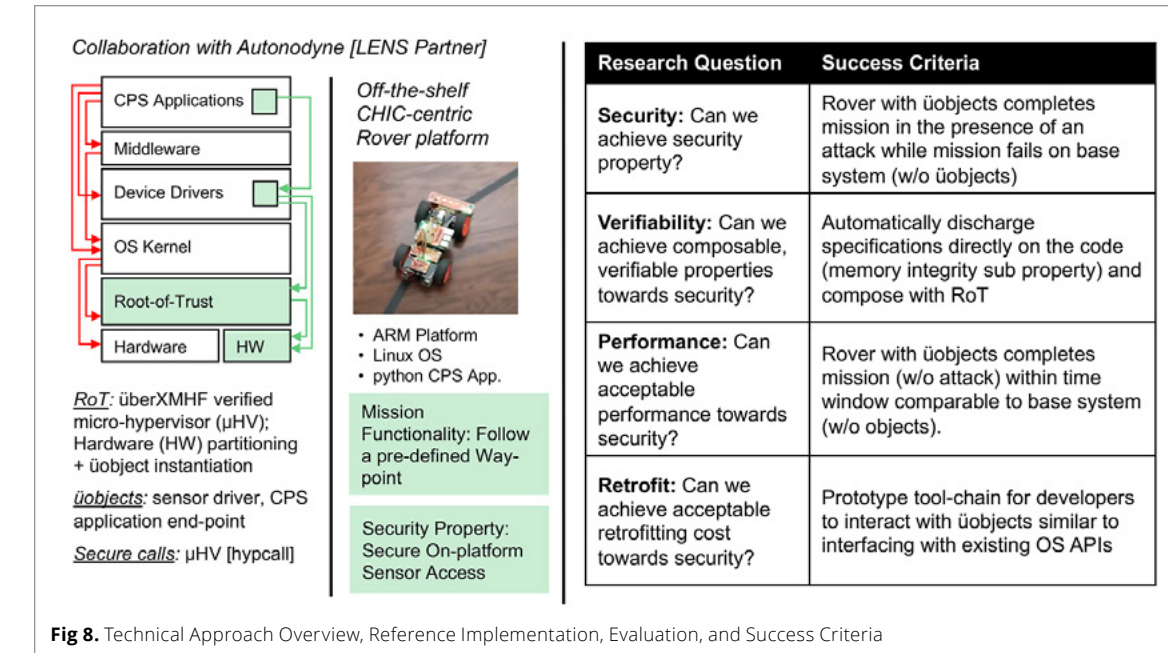 Collaboration with Autonodyne [LENS Partner]
CPS Applications
Middleware
Device Drivers
OS Kernel
Root-of-Trust
Hardware
HW
RoT: überXMHF verified
micro-hypervisor (μHV);
Hardware (HW) partitioning
+ üobject instantiation
üobjects: sensor driver, CPS
application end-point
Secure calls: μHV [hypcall]
Off-the-shelf
CHIC-centric
Rover platform
• ARM Platform
• Linux OS
• python CPS App.
Mission
Functionality: Follow
a pre-defined Way-
point
Security Property:
Secure On-platform
Sensor Access
Research Question
Success Criteria
Security: Can we
achieve security
property?
Rover with üobjects completes
mission in the presence of an
attack while mission fails on base
system (w/o üobjects)
Verifiability: Can we
achieve composable,
verifiable properties
towards security?
Automatically discharge
specifications directly on the code
(memory integrity sub property) and
compose with RoT
Performance: Can
we achieve
acceptable
performance towards
security?
Rover with üobjects completes
mission (w/o attack) within time
window comparable to base system
(w/o objects).
Retrofit: Can we
achieve acceptable
retrofitting cost
towards security?
Prototype tool-chain for developers
to interact with üobjects similar to
interfacing with existing OS APIs
Fig 8. Technical Approach Overview, Reference Implementation, Evaluation, and Success Criteria